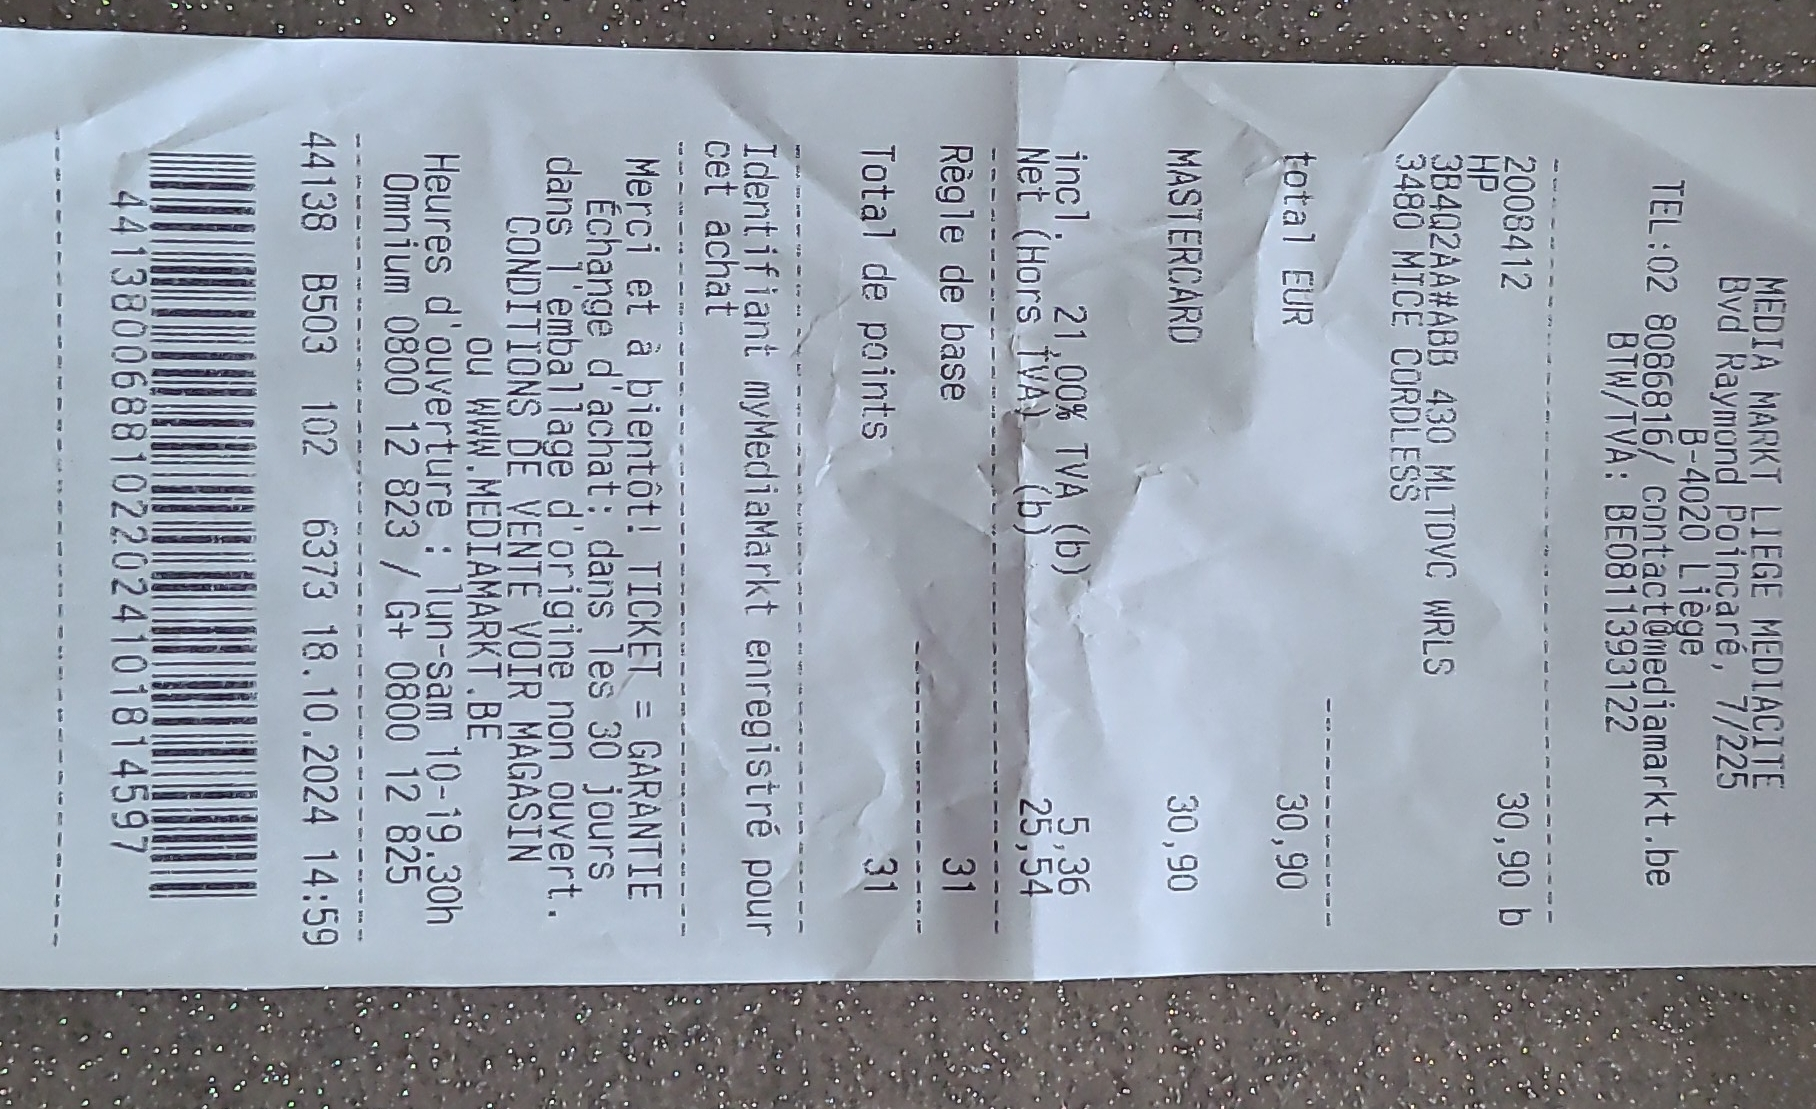 MEDIA MARKT LIEGE MEDIACITE
Bvd Raymond Poincaré, 7/225
B-4020 Liège
TEL:02 8086816/ contact@mediamarkt.be
BTW/TVA: BE0811393122
2008412 30,90 b
HP
3B4Q2AA#ABB 430 MLTDVC WRLS
3480 MICE CORDLESS
total EUR 30,90
MASTERCARD 30,90
incl. 21,00% TVA (b) 5,36
Net (Hors TVA) (b) 25,54
Règle de base 31
Total de points 31
Identifiant myMediaMarkt enregistré pour
cet achat
Merci et à bientôt! TICKET = GARANTIE
Échange d'achat: dans les 30 jours
dans l'emballage d'origine non ouvert.
CONDITIONS DE VENTE VOIR MAGASIN
OU WWW.MEDIAMARKT.BE
Heures d'ouverture : lun-sam 10-19.30h
Omnium 0800 12 823 / G+ 0800 12 825
44138 B503 102 6373 18.10.2024 14:59
44138006881022024101814597